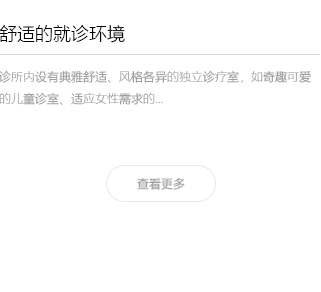 舒适的就诊环境
诊所内设有典雅舒适、风格各异的独立诊疗室，如奇趣可爱
的儿童诊室、适应女性需求的...
查看更多